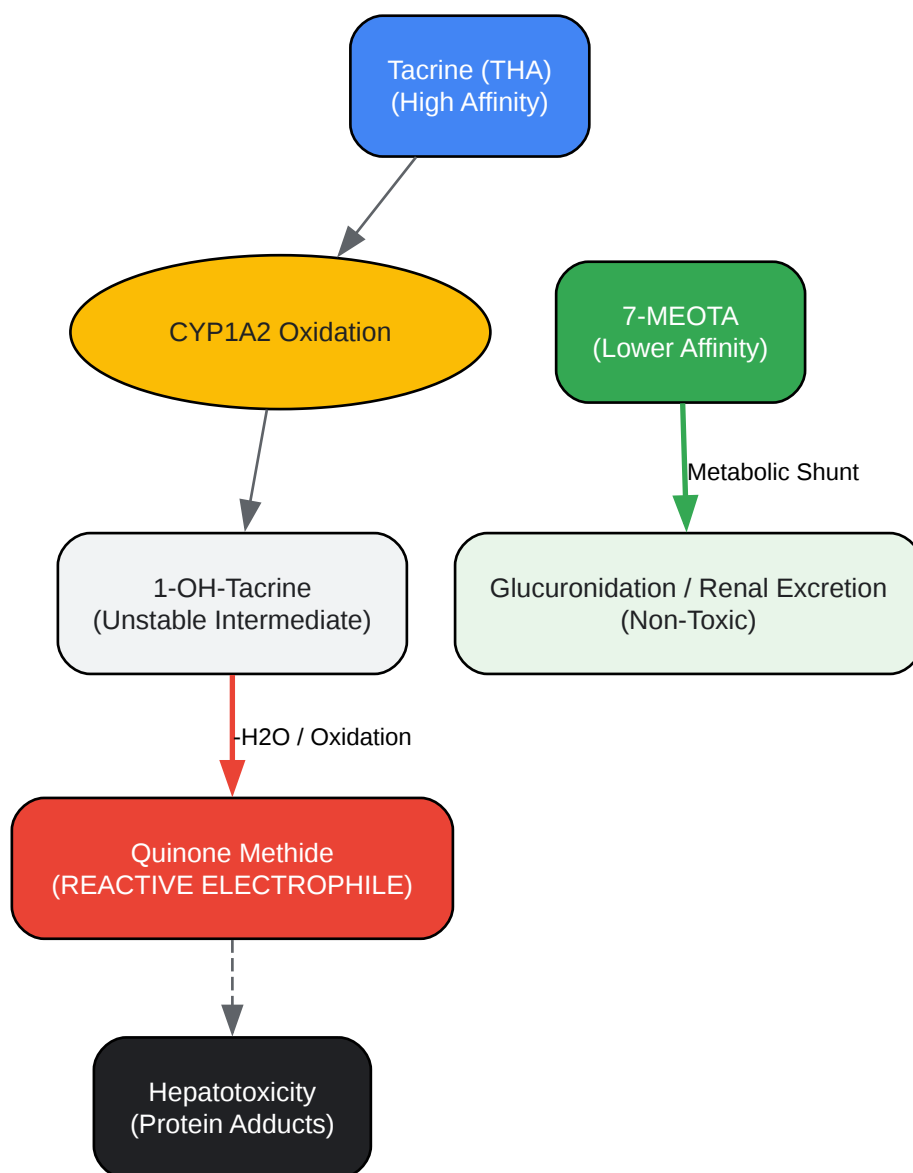 Tacrine (THA)
(High Affinity)
CYP1A2 Oxidation
7-MEOTA
(Lower Affinity)
Metabolic Shunt
1-OH-Tacrine
(Unstable Intermediate)
Glucuronidation / Renal Excretion
(Non-Toxic)
-H2O / Oxidation
Quinone Methide
(REACTIVE ELECTROPHILE)
Hepatotoxicity
(Protein Adducts)